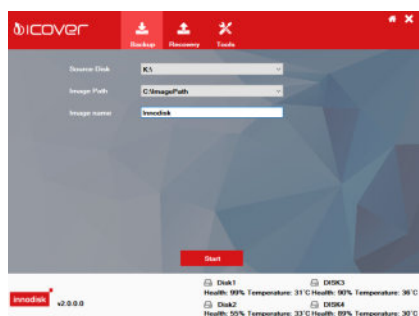 iCOVER
Backup Recovery Tools
Source Disk K:\
Image Path C:\ImagePath
Image name Innodisk
Start
innodisk v2.0.0.0
Disk1 DISK3
Health: 99% Temperature: 31°C Health: 90% Temperature: 36°C
Disk2 DISK4
Health: 55% Temperature: 33°C Health: 89% Temperature: 30°C